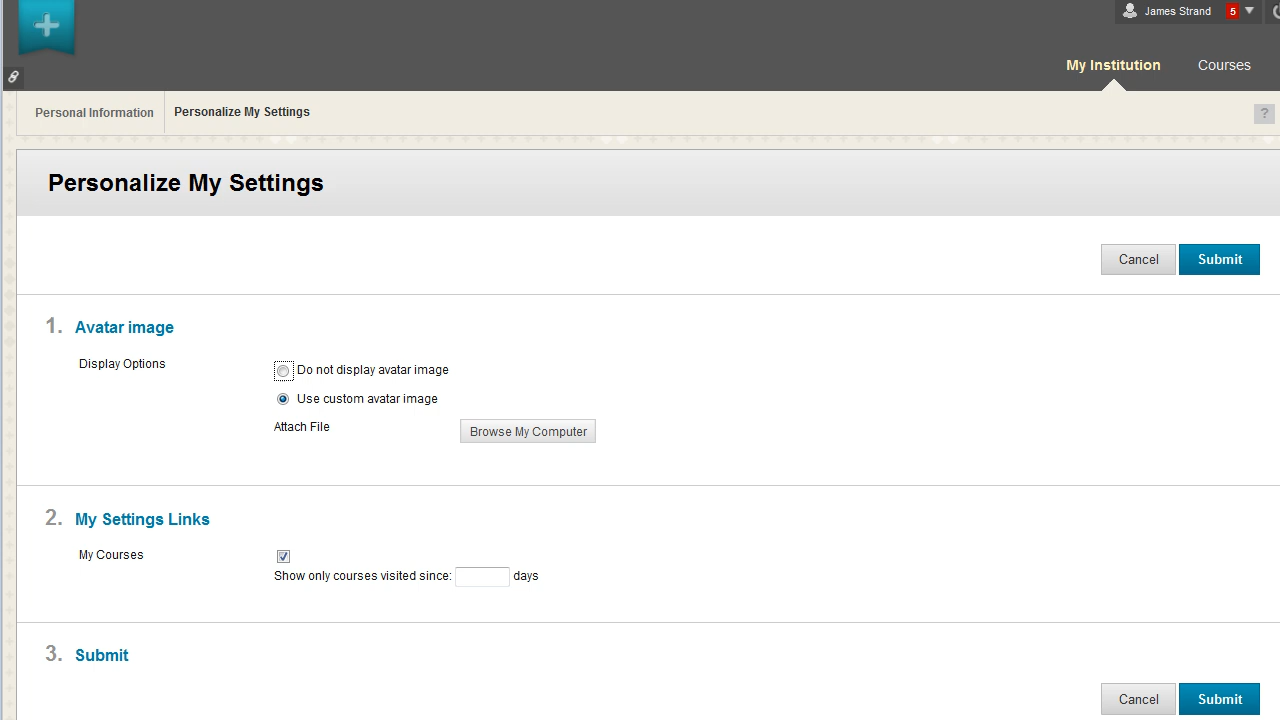 James Strand 5
My Institution Courses
Personal Information Personalize My Settings ?
Personalize My Settings
Cancel Submit
1. Avatar image
Display Options
Do not display avatar image
Use custom avatar image
Attach File Browse My Computer
2. My Settings Links
My Courses
Show only courses visited since: days
3. Submit
Cancel Submit